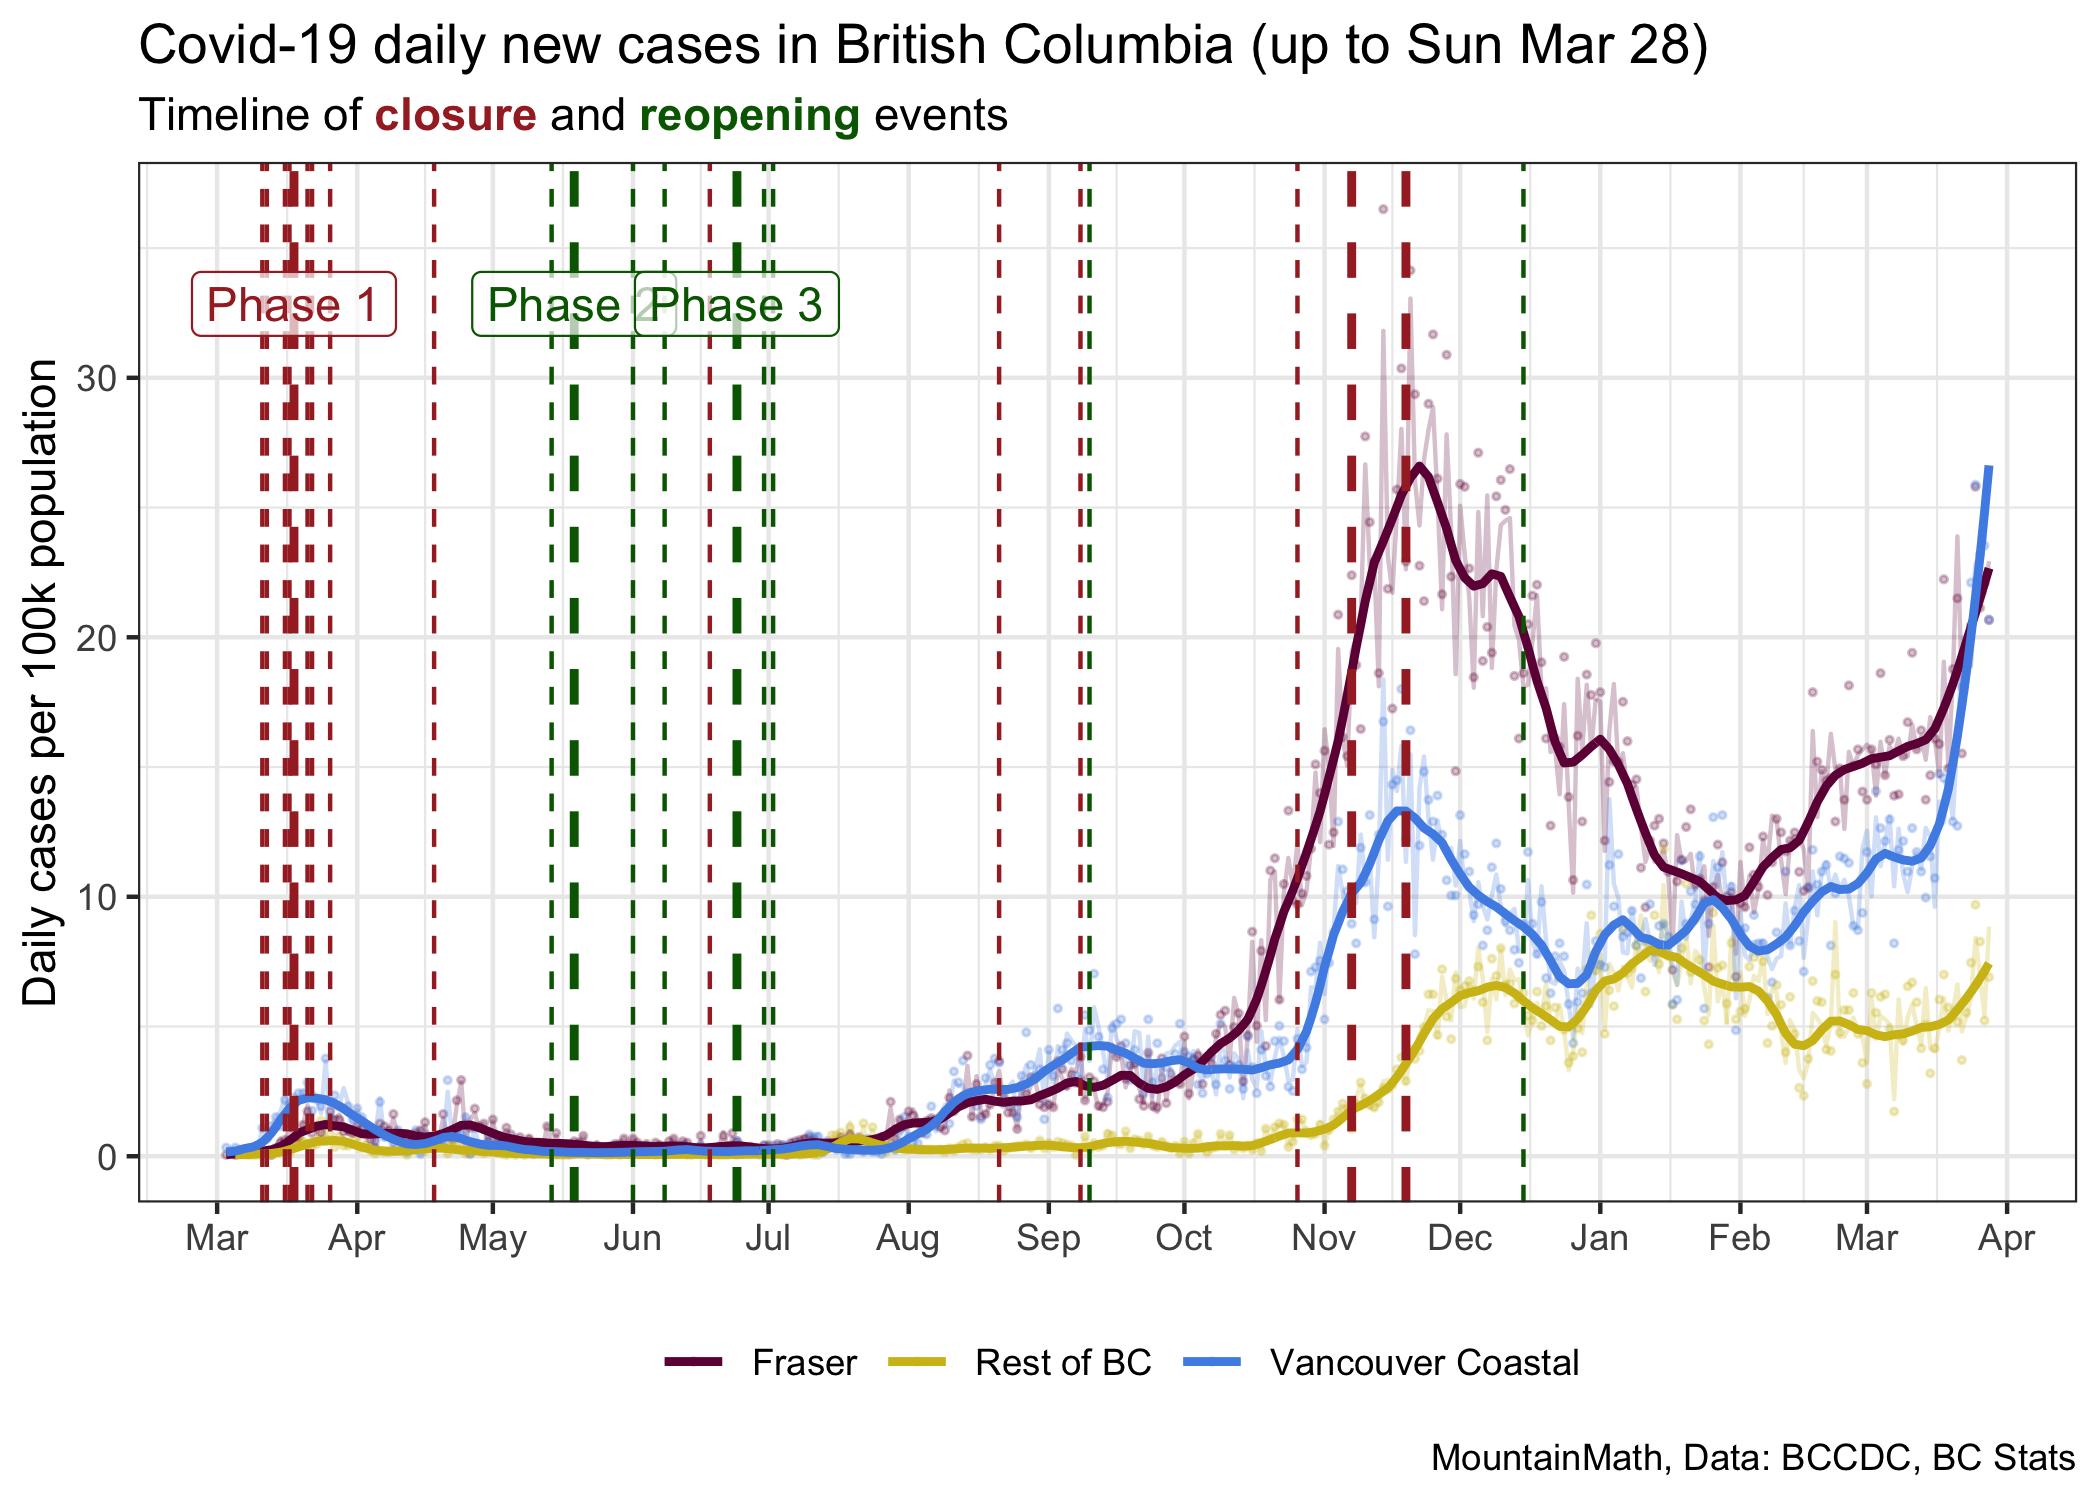 Covid-19 daily new cases in British Columbia (up to Sun Mar 28)
Timeline of closure and reopening events
Daily cases per 100k population
30
20
10
0
Phase 1
Phase 2
Phase 3
Mar
Apr
May
Jun
Jul
Aug
Sep
Oct
Nov
Dec
Jan
Feb
Mar
Apr
Fraser
Rest of BC
Vancouver Coastal
MountainMath, Data: BCCDC, BC Stats